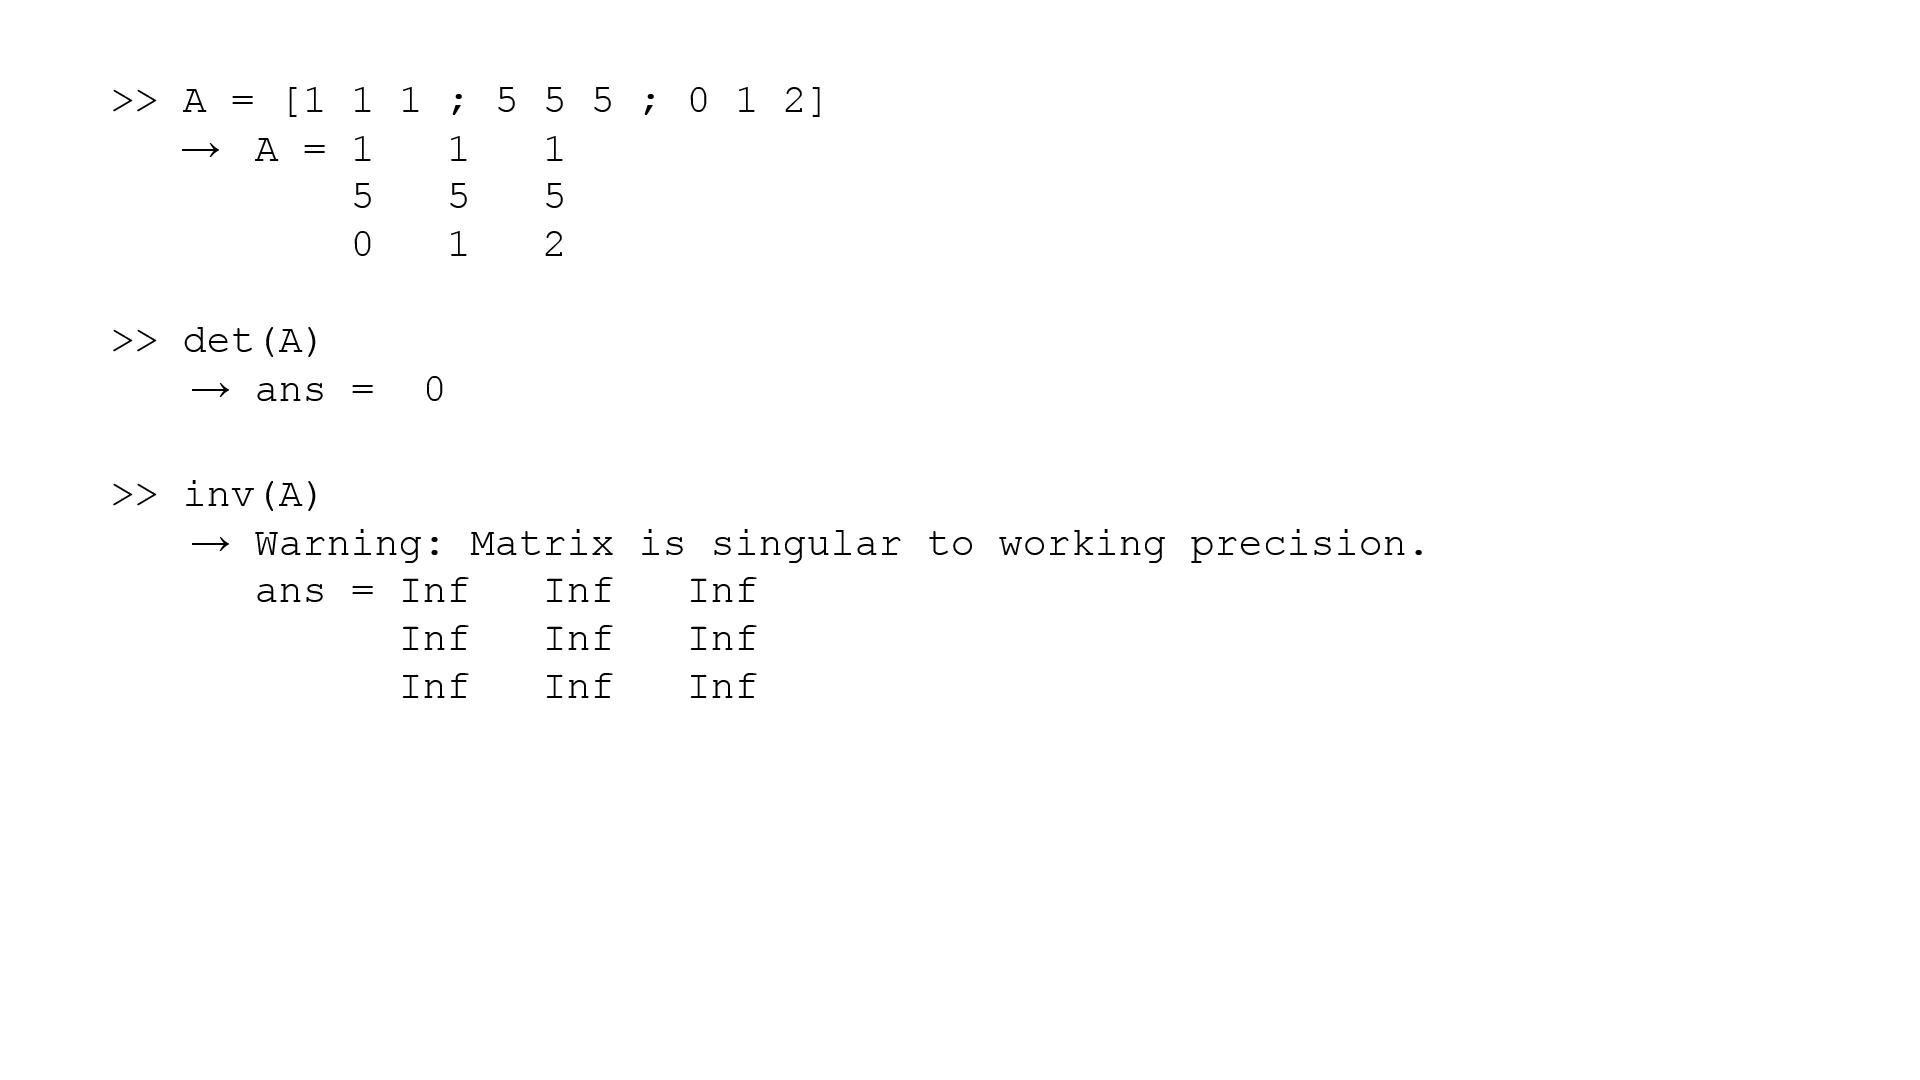 >> A = [1 1 1 ; 5 5 5 ; 0 1 2]
→ A = 1 1 1
5 5 5
0 1 2
>> det(A)
→ ans = 0
>> inv(A)
→ Warning: Matrix is singular to working precision.
ans = Inf Inf Inf
Inf Inf Inf
Inf Inf Inf